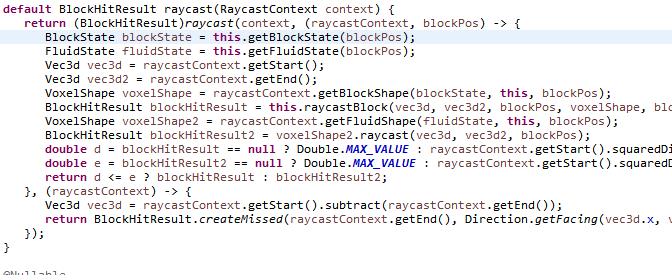 default BlockHitResult raycast(RaycastContext context) {
return (BlockHitResult)raycast(context, (raycastContext, blockPos) -> {
BlockState blockState = this.getBlockState(blockPos);
FluidState fluidState = this.getFluidState(blockPos);
Vec3d vec3d = raycastContext.getStart();
Vec3d vec3d2 = raycastContext.getEnd();
VoxelShape voxelShape = raycastContext.getBlockShape(blockState, this, blockPos);
BlockHitResult blockHitResult = this.raycastBlock(vec3d, vec3d2, blockPos, voxelShape, blo
VoxelShape voxelShape2 = raycastContext.getFluidShape(fluidState, this, blockPos);
BlockHitResult blockHitResult2 = voxelShape2.raycast(vec3d, vec3d2, blockPos);
double d = blockHitResult == null ? Double.MAX_VALUE : raycastContext.getStart().squaredDi
double e = blockHitResult2 == null ? Double.MAX_VALUE : raycastContext.getStart().squaredD
return d <= e ? blockHitResult : blockHitResult2;
}, (raycastContext) -> {
Vec3d vec3d = raycastContext.getStart().subtract(raycastContext.getEnd());
return BlockHitResult.createMissed(raycastContext.getEnd(), Direction.getFacing(vec3d.x, v
});
}
@Nullable